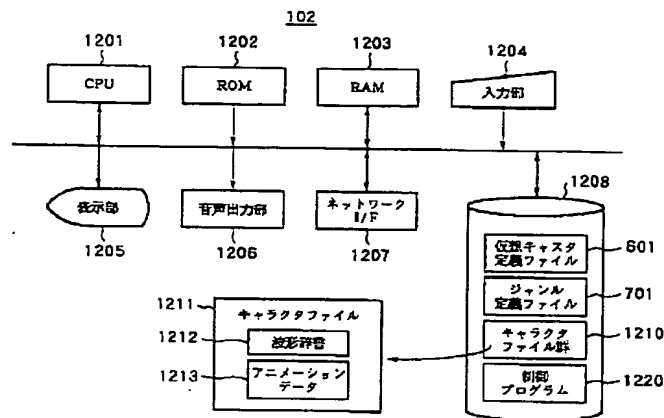 102
1201
1202
1203
1204
CPU
ROM
RAM
入力部
1208
表示部
音声出力部
ネットワーク
I/F
1205
1206
1207
仮想キャスタ
定義ファイル
601
ジャンル
定義ファイル
701
キャラクタ
ファイル群
1210
制御
プログラム
1220
1211
キャラクタファイル
1212
波形辞書
1213
アニメーション
データ